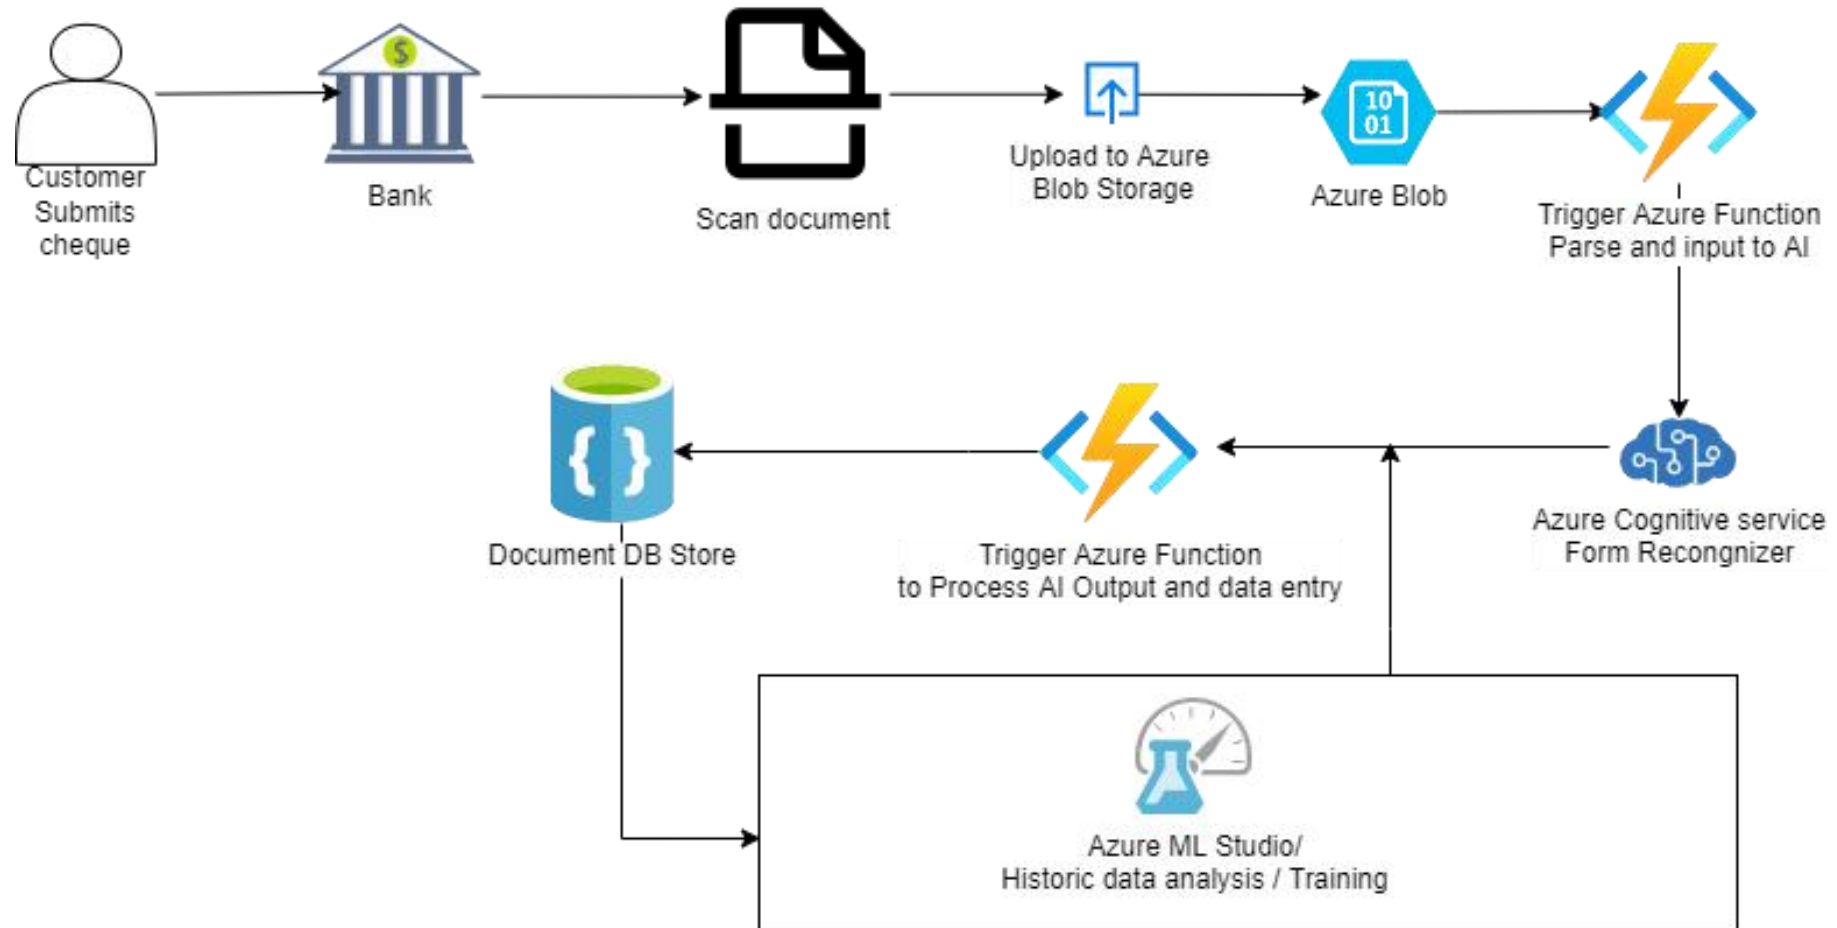 Customer
Submits
cheque
$
Bank
Scan document
Upload to Azure
Blob Storage
10
01
Azure Blob
Trigger Azure Function
Parse and input to AI
{ }
Document DB Store
Trigger Azure Function
to Process AI Output and data entry
Azure Cognitive service
Form Recongnizer
Azure ML Studio/
Historic data analysis / Training